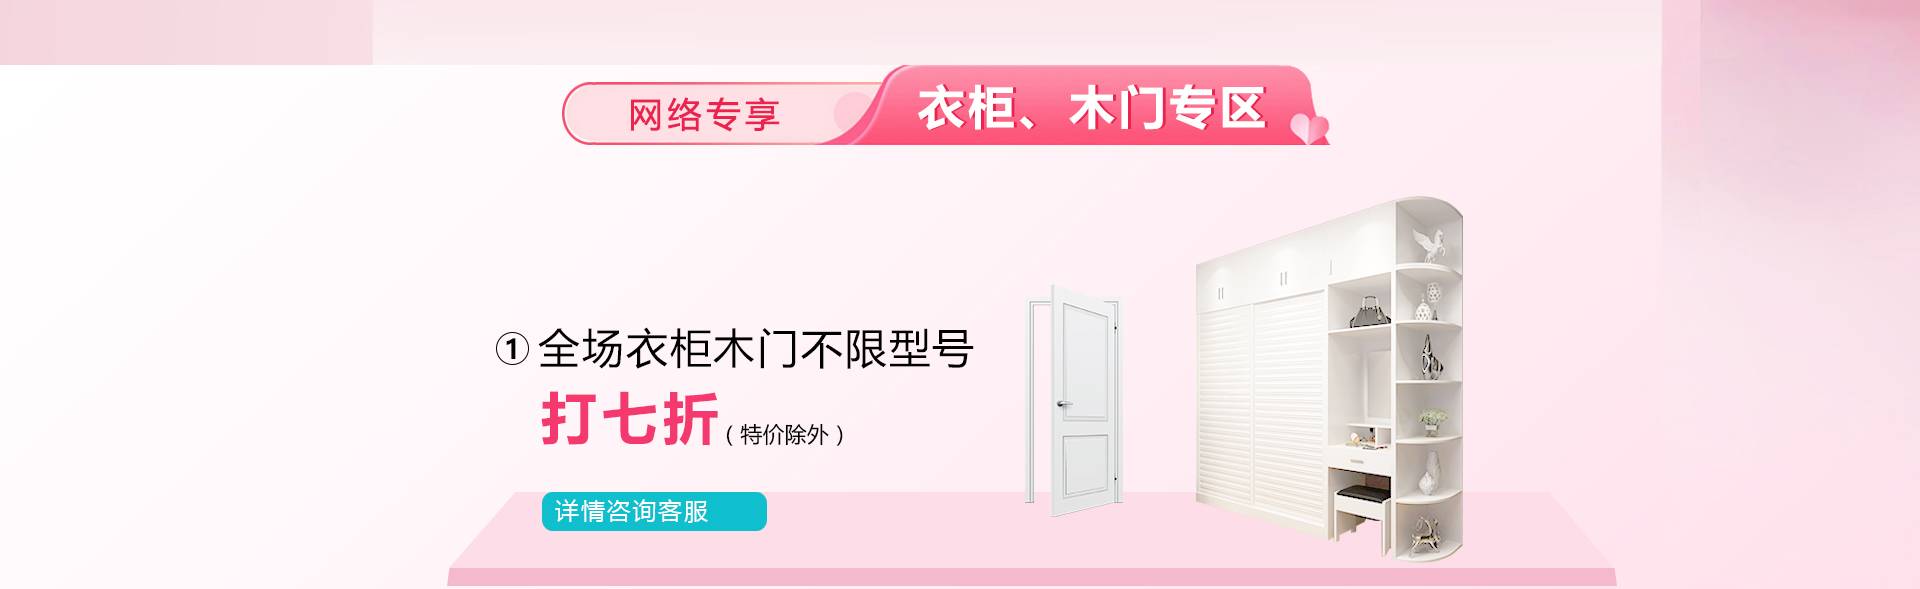 网络专享
衣柜、木门专区
①全场衣柜木门不限型号
打七折（特价除外）
详情咨询客服